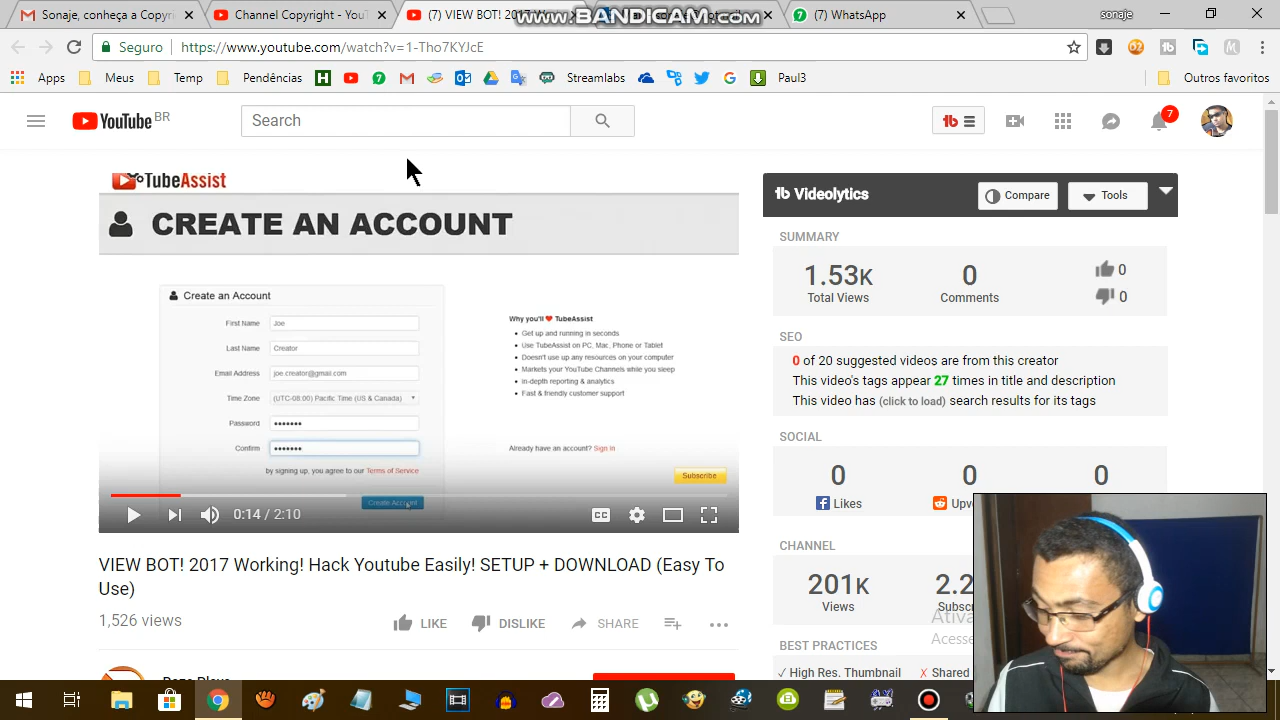 www.BANDICAM.com
(7) VIEW BOT! 2017 W
WhatsApp
sonaje
Seguro
https://www.youtube.com/watch?v=1-Tho7KYJcE
Apps
Meus
Temp
Pendências
Streamlabs
Paul3
Outros favoritos
YouTube BR
Search
7
TubeAssist
CREATE AN ACCOUNT
Create an Account
First Name Joe
Last Name Creator
Email Address joe.creator@gmail.com
Time Zone (UTC-08:00) Pacific Time (US & Canada)
Password
Confirm
by signing up, you agree to our Terms of Service
Create Account
Why you'll TubeAssist
Get up and running in seconds
Use TubeAssist on PC, Mac, Phone or Tablet
Doesn't use up any resources on your computer
Markets your YouTube Channels while you sleep
in-depth reporting & analytics
Fast & friendly customer support
Already have an account? Sign in
Subscribe
0:14 / 2:10
CC
VIEW BOT! 2017 Working! Hack Youtube Easily! SETUP + DOWNLOAD (Easy To
Use)
1,526 views
LIKE
DISLIKE
SHARE
Videolytics
Compare
Tools
SUMMARY
1.53K
Total Views
0
Comments
0
0
SEO
0 of 20 suggested videos are from this creator
This video's tags appear 27 times in title and description
This video has (click to load) search results for its tags
SOCIAL
0
Likes
0
0
CHANNEL
201K
Views
2.2
BEST PRACTICES
✓ High Res. Thumbnail
✗ Shared